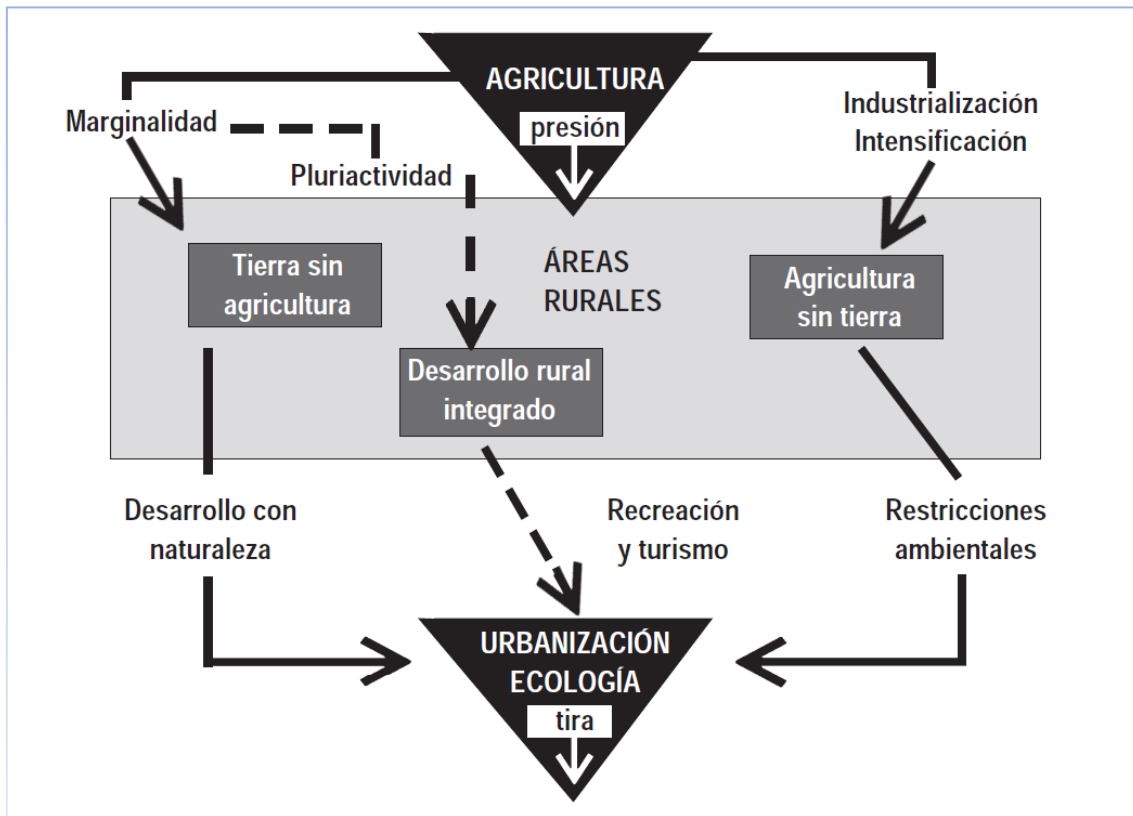 AGRICULTURA
presión
Marginalidad
Pluriactividad
Industrialización
Intensificación
Tierra sin
agricultura
ÁREAS
RURALES
Agricultura
sin tierra
Desarrollo rural
integrado
Desarrollo con
naturaleza
Recreación
y turismo
Restricciones
ambientales
URBANIZACIÓN
ECOLOGÍA
tira